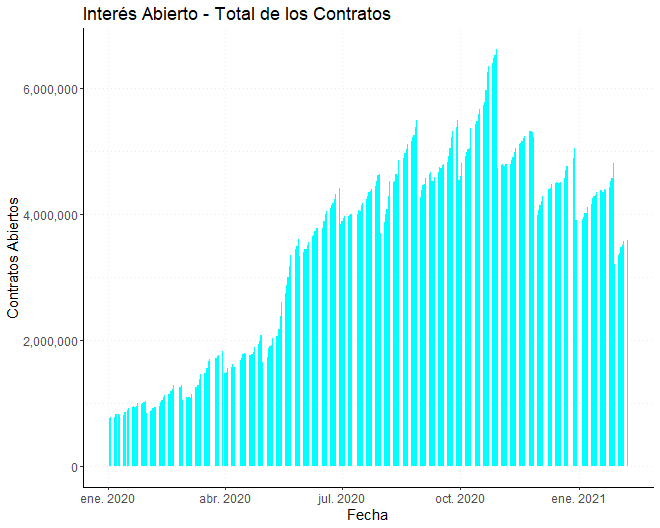 Interés Abierto - Total de los Contratos
Contratos Abiertos
6,000,000
4,000,000
2,000,000
0
ene. 2020
abr. 2020
jul. 2020
oct. 2020
ene. 2021
Fecha